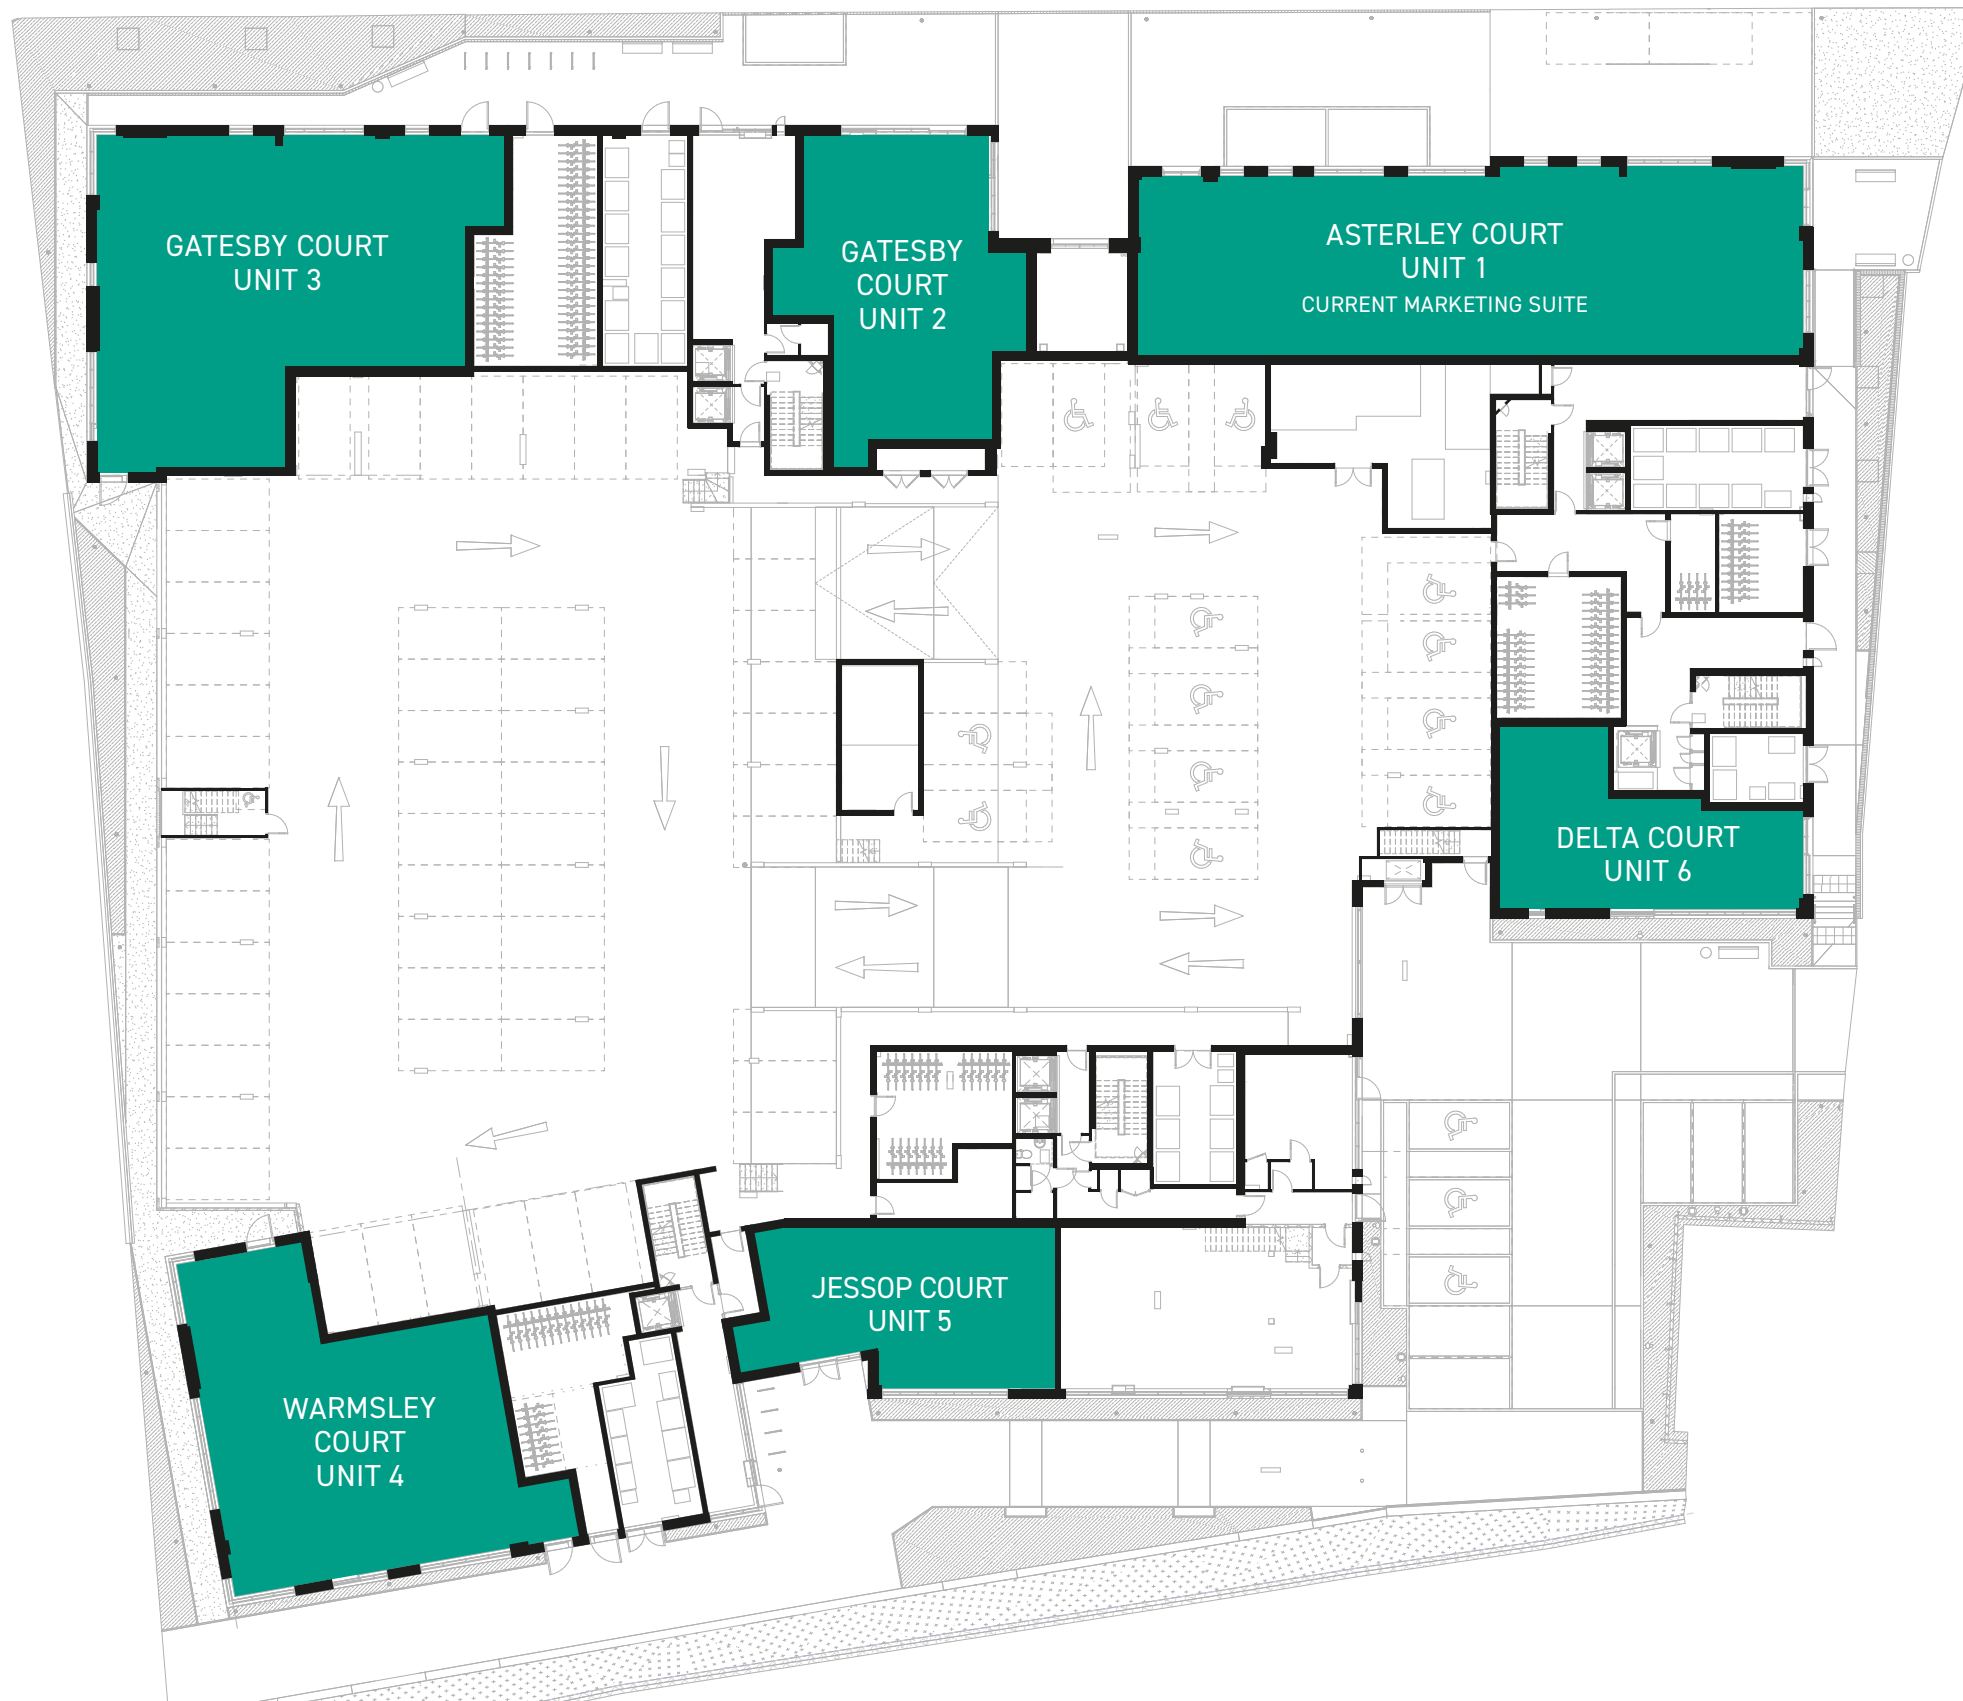 GATESBY COURT
UNIT 3
GATESBY
COURT
UNIT 2
ASTERLEY COURT
UNIT 1
CURRENT MARKETING SUITE
DELTA COURT
UNIT 6
JESSOP COURT
UNIT 5
WARMSLEY
COURT
UNIT 4